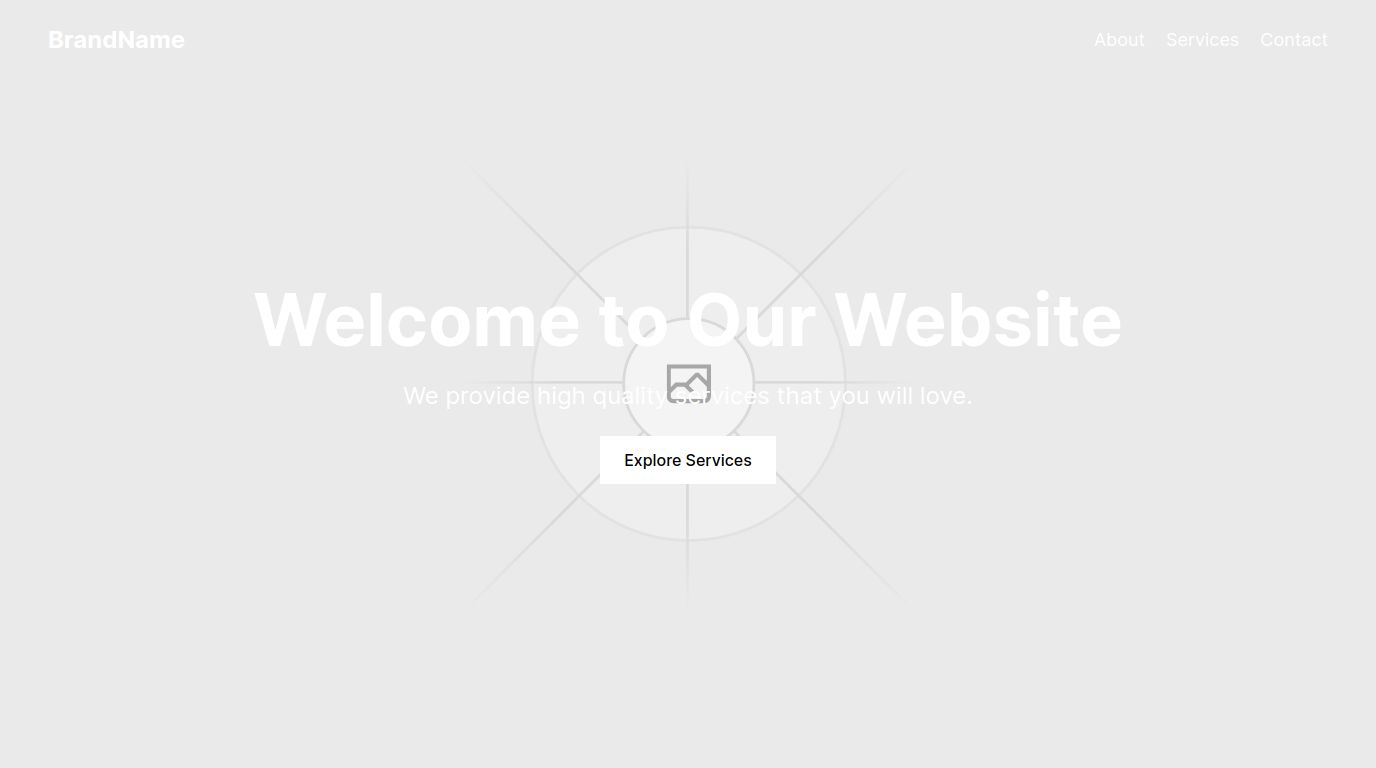 BrandName
About Services Contact
Welcome to Our Website
We provide high quality services that you will love.
Explore Services